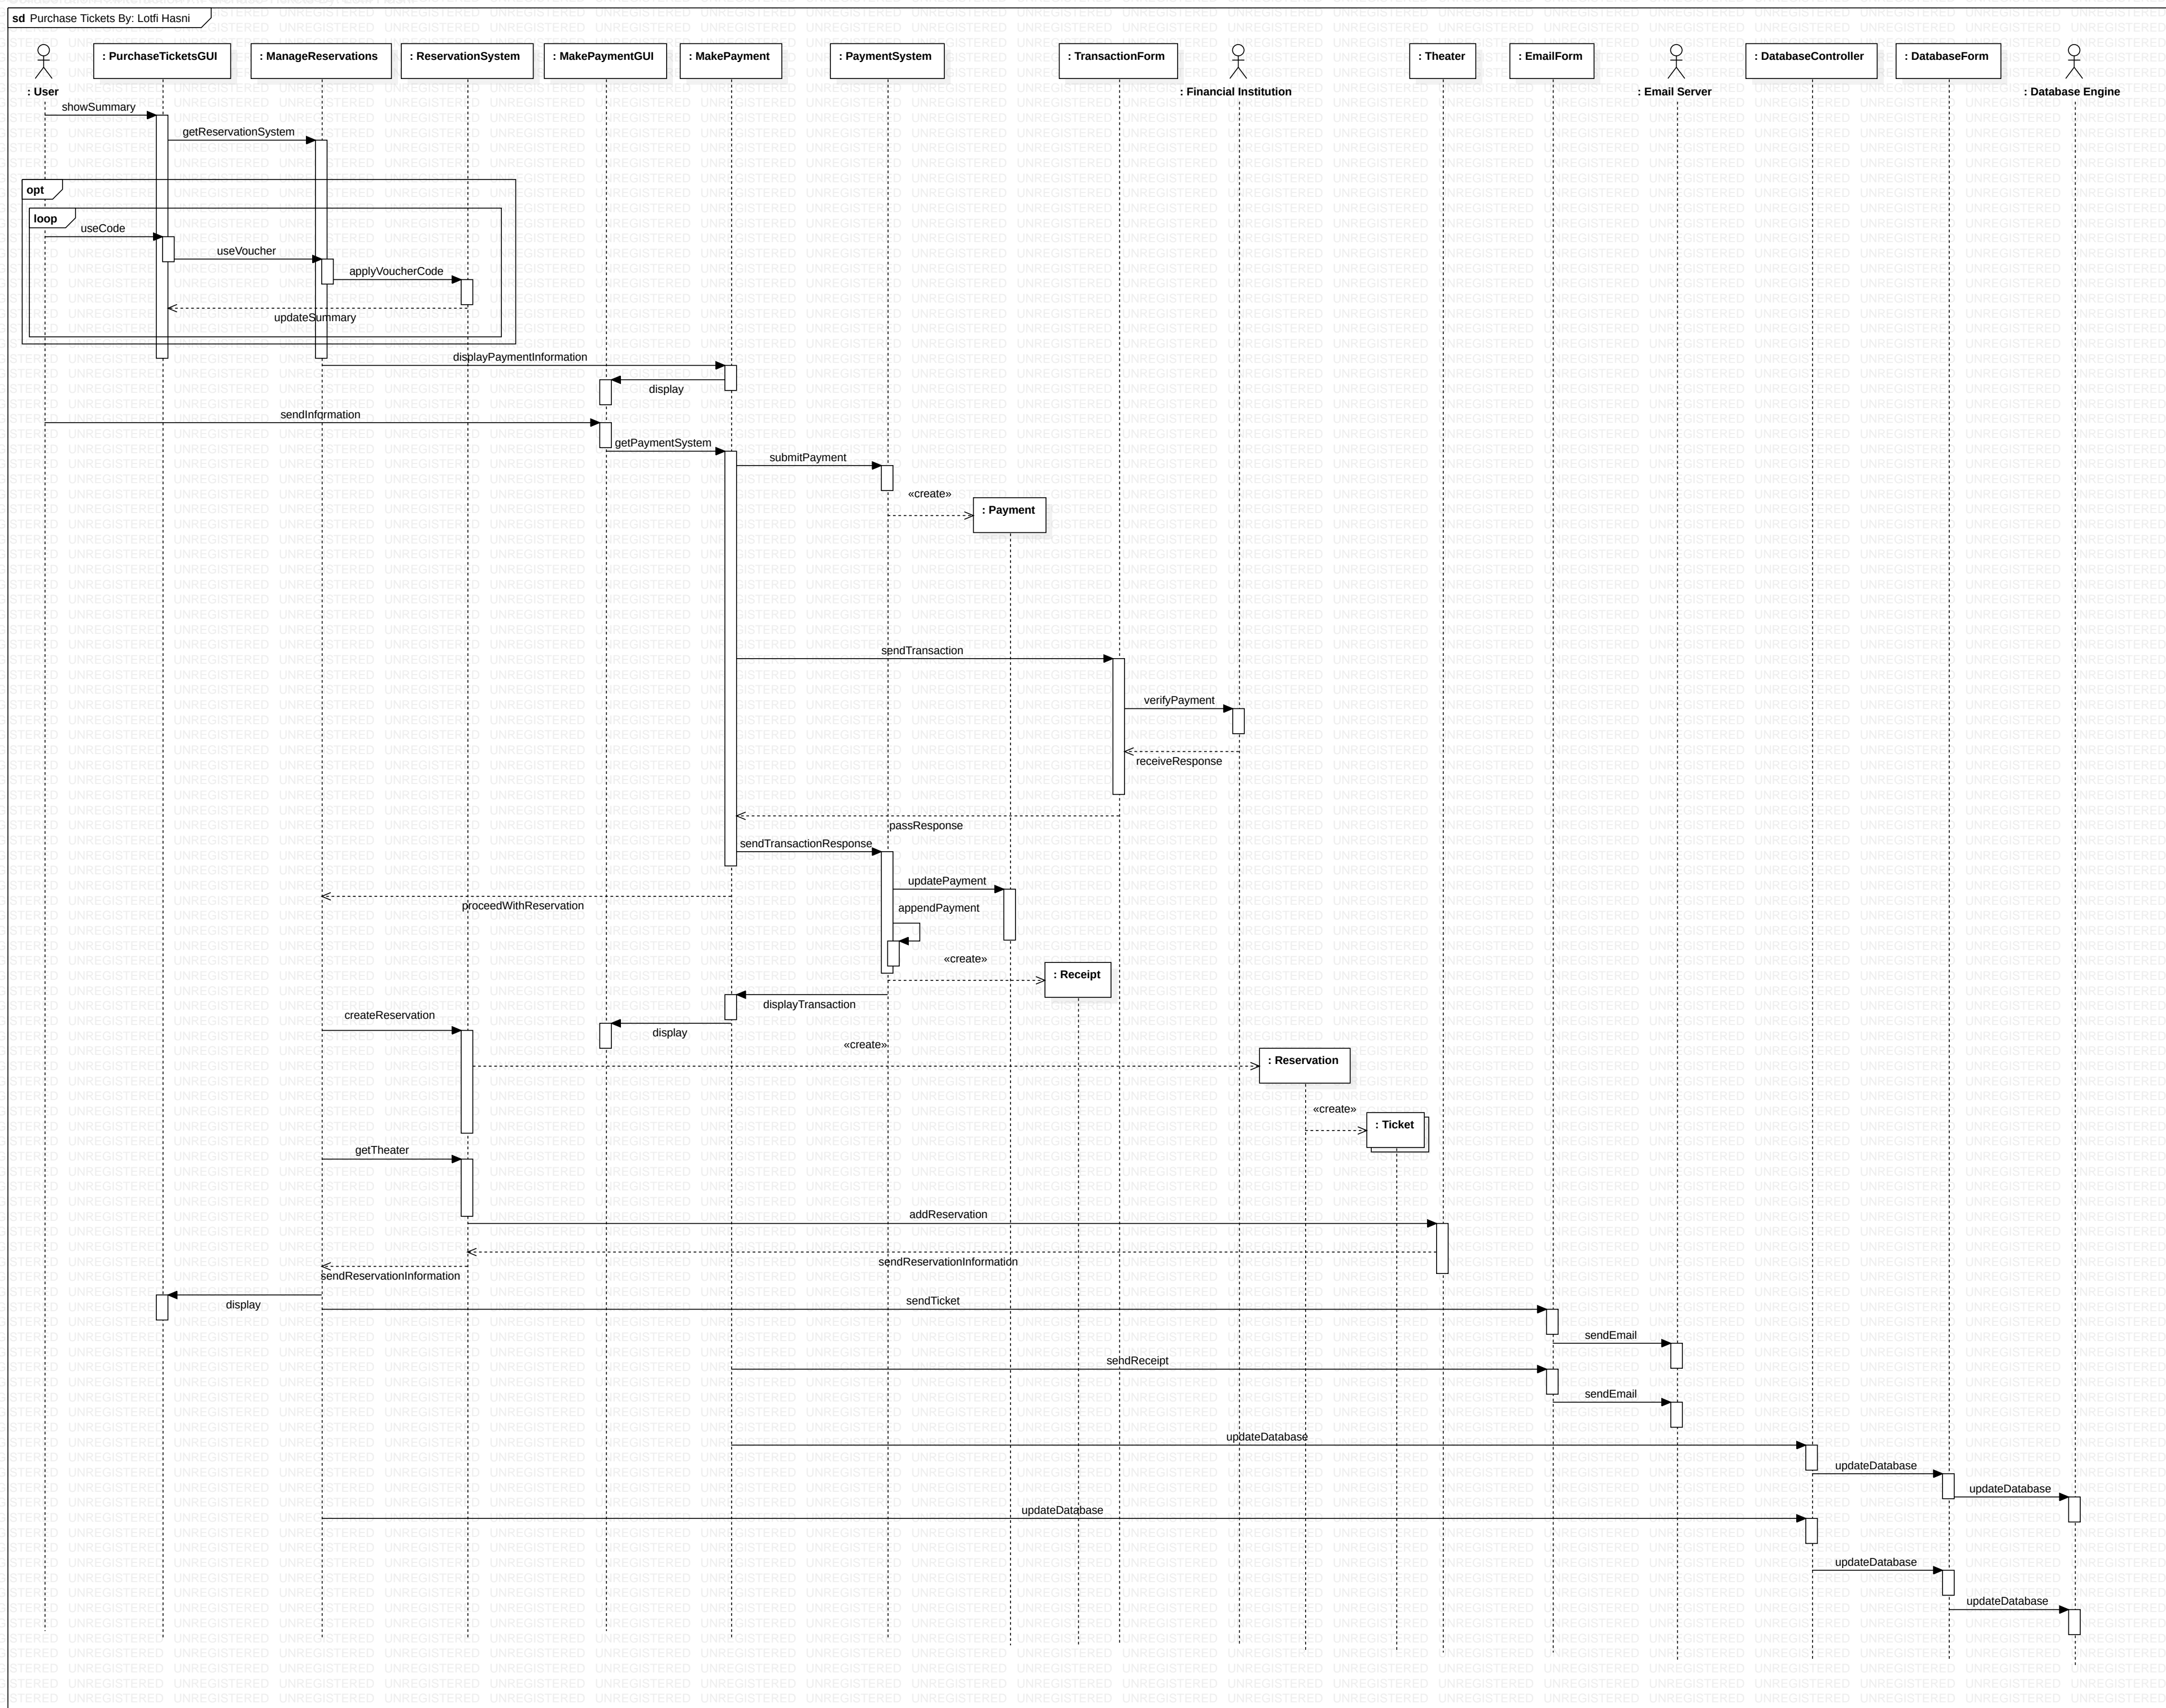 sd Purchase Tickets By: Lotfi Hasni
: User
: PurchaseTicketsGUI
: ManageReservations
: ReservationSystem
: MakePaymentGUI
: MakePayment
: PaymentSystem
: TransactionForm
: Financial Institution
: Theater
: EmailForm
: Email Server
: DatabaseController
: DatabaseForm
: Database Engine
showSummary
getReservationSystem
opt
loop
useCode
useVoucher
applyVoucherCode
updateSummary
displayPaymentInformation
display
sendInformation
getPaymentSystem
submitPayment
«create»
: Payment
sendTransaction
verifyPayment
receiveResponse
passResponse
sendTransactionResponse
updatePayment
proceedWithReservation
appendPayment
«create»
: Receipt
displayTransaction
createReservation
display
«create»
: Reservation
«create»
: Ticket
getTheater
addReservation
sendReservationInformation
sendReservationInformation
display
sendTicket
sendEmail
sendReceipt
sendEmail
updateDatabase
updateDatabase
updateDatabase
updateDatabase
updateDatabase
updateDatabase
UNREGISTERED